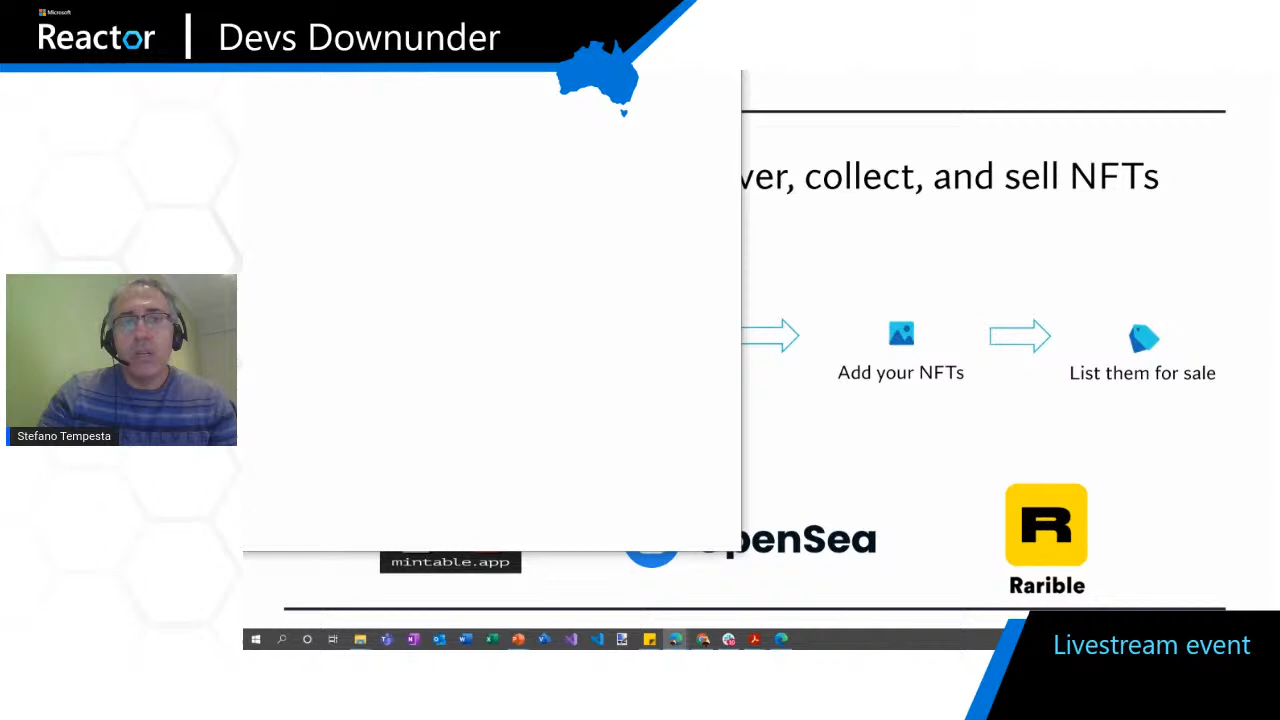 Microsoft
Reactor
Devs Downunder
ver, collect, and sell NFTs
Add your NFTs
List them for sale
Stefano Tempesta
mintable.app
penSea
R
Rarible
Livestream event